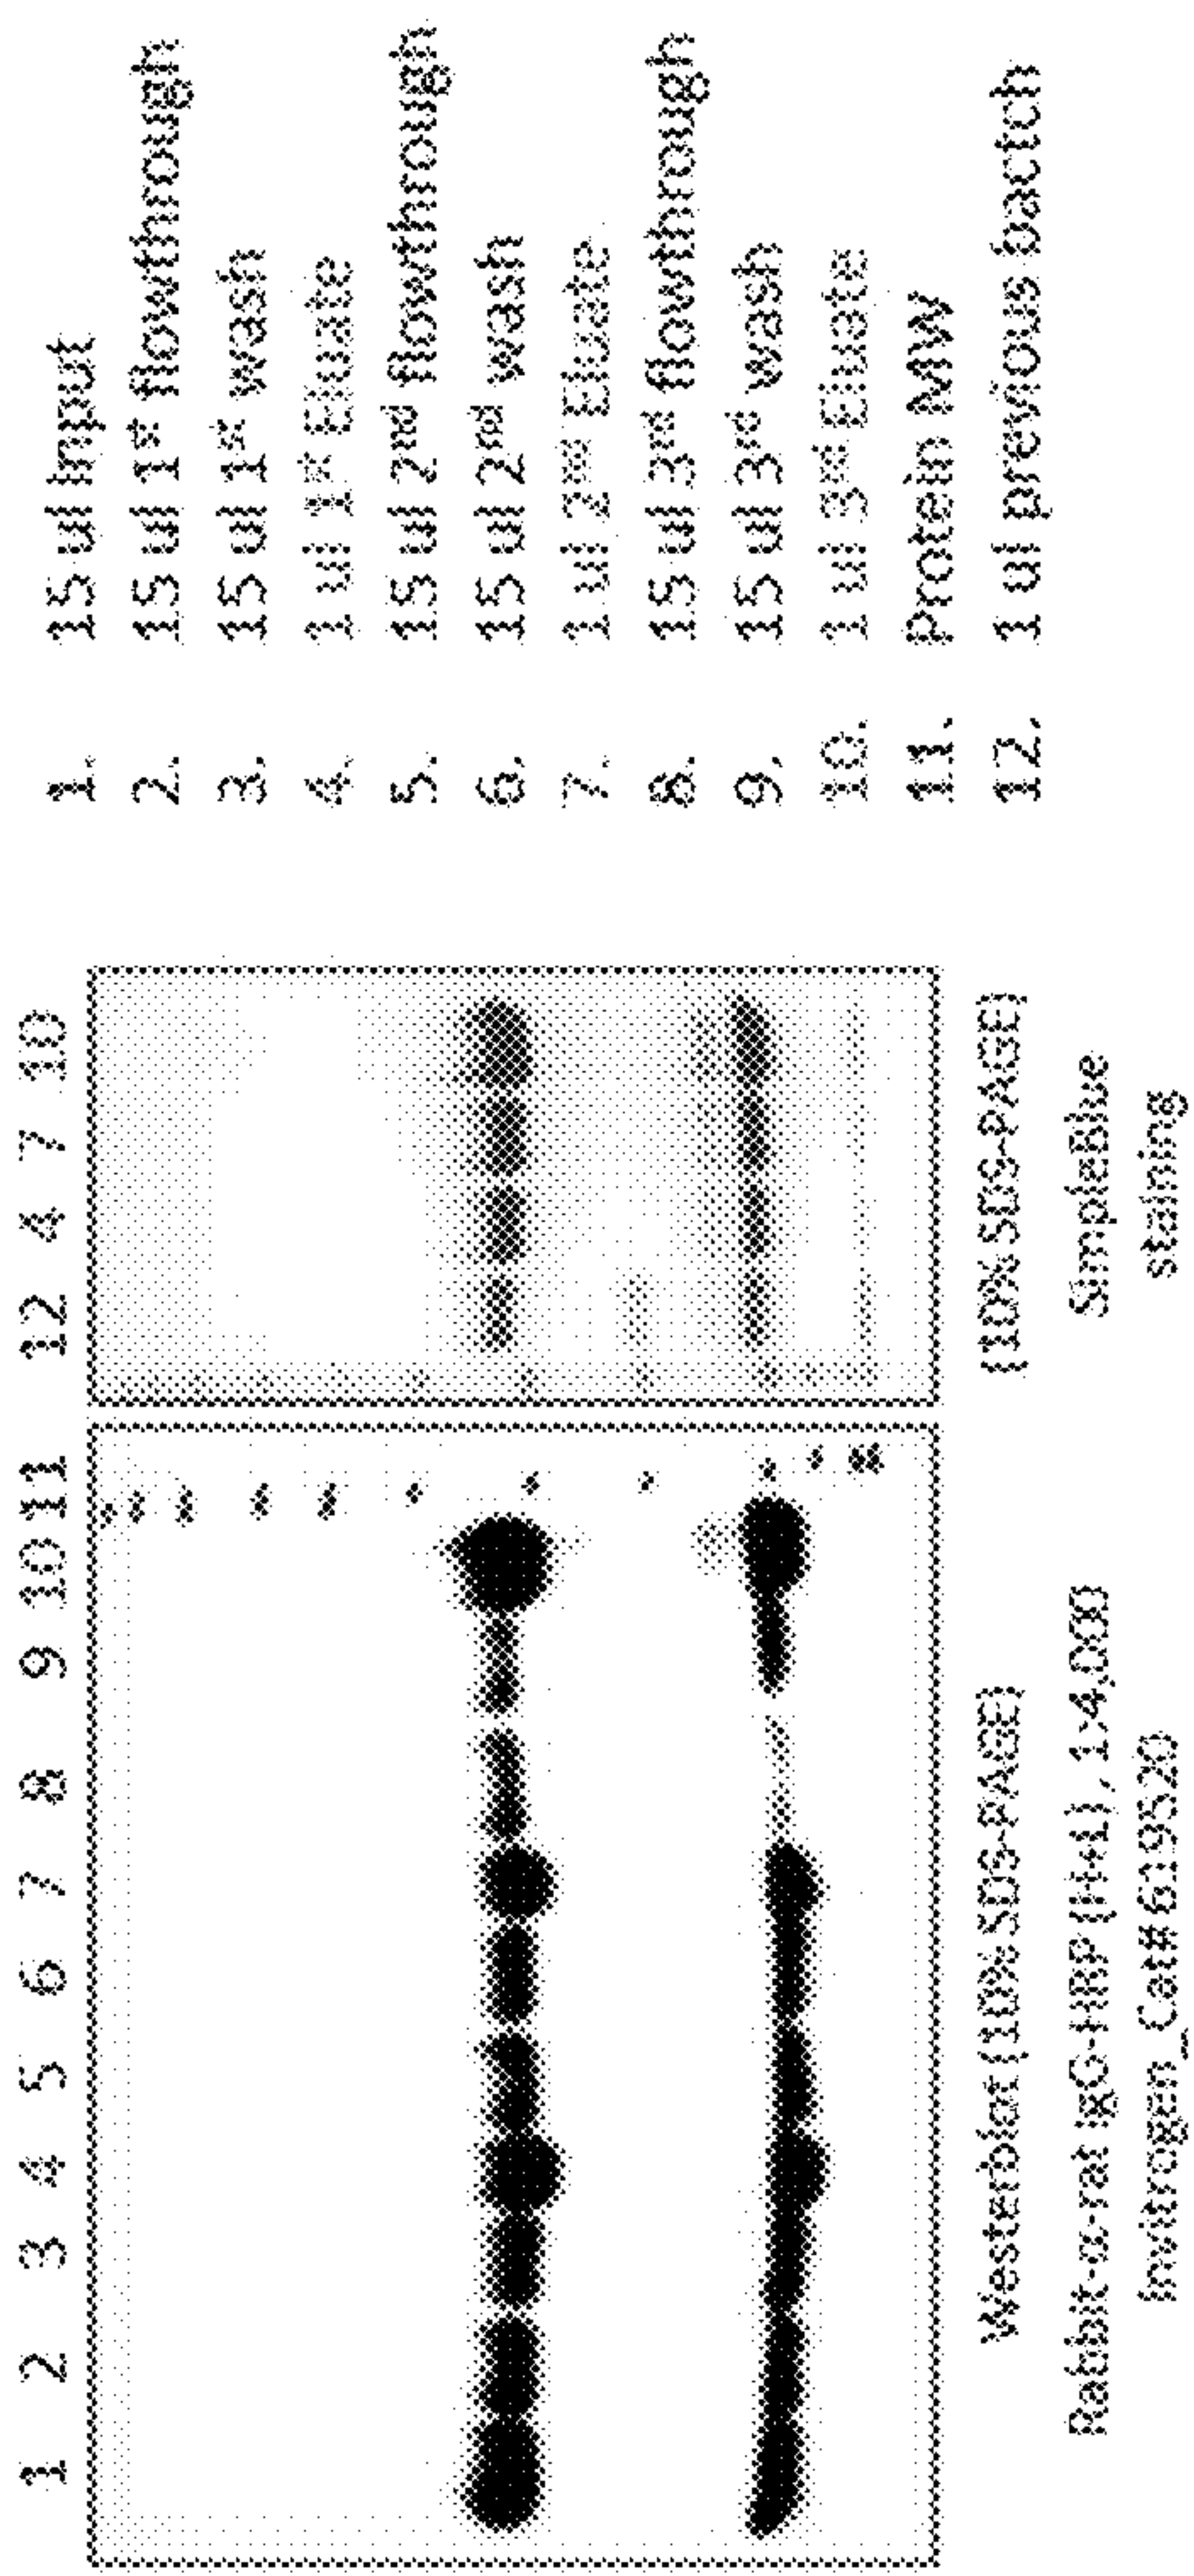 1 2 3 4 5 6 7 8 9 10 11
12 4 7 10
Westerblot (10% SDS-PAGE)
Rabbit-α-rat IgG-HRP (H+L), 1:4,000
Invitrogen_Cat# 619520
(10% SDS-PAGE)
SimpleBlue
staining
1. 15 ul Input
2. 15 ul 1st flowthrough
3. 15 ul 1st wash
4. 1 ul 1st Eluate
5. 15 ul 2nd flowthrough
6. 15 ul 2nd wash
7. 1 ul 2nd Eluate
8. 15 ul 3rd flowthrough
9. 15 ul 3rd wash
10. 1 ul 3rd Eluate
11. Protein MW
12. 1 ul previous bactch